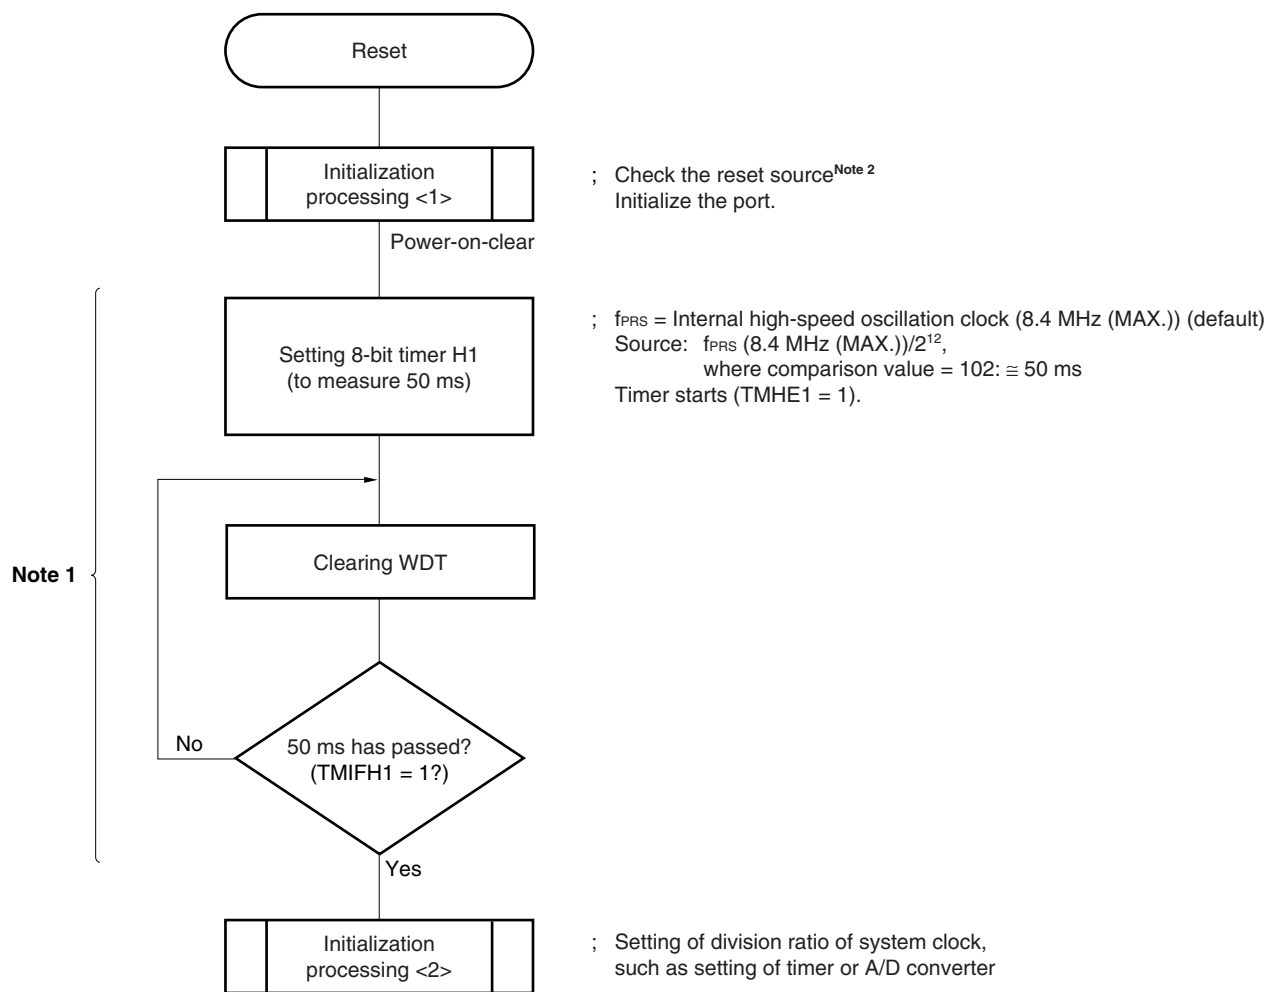 Reset
Initialization
processing <1>
; Check the reset source^Note 2
Initialize the port.
Power-on-clear
Setting 8-bit timer H1
(to measure 50 ms)
; fPRS = Internal high-speed oscillation clock (8.4 MHz (MAX.)) (default)
Source: fPRS (8.4 MHz (MAX.))/2¹²,
where comparison value = 102: ≅ 50 ms
Timer starts (TMHE1 = 1).
Note 1
Clearing WDT
No
50 ms has passed?
(TMIFH1 = 1?)
Yes
Initialization
processing <2>
; Setting of division ratio of system clock,
such as setting of timer or A/D converter